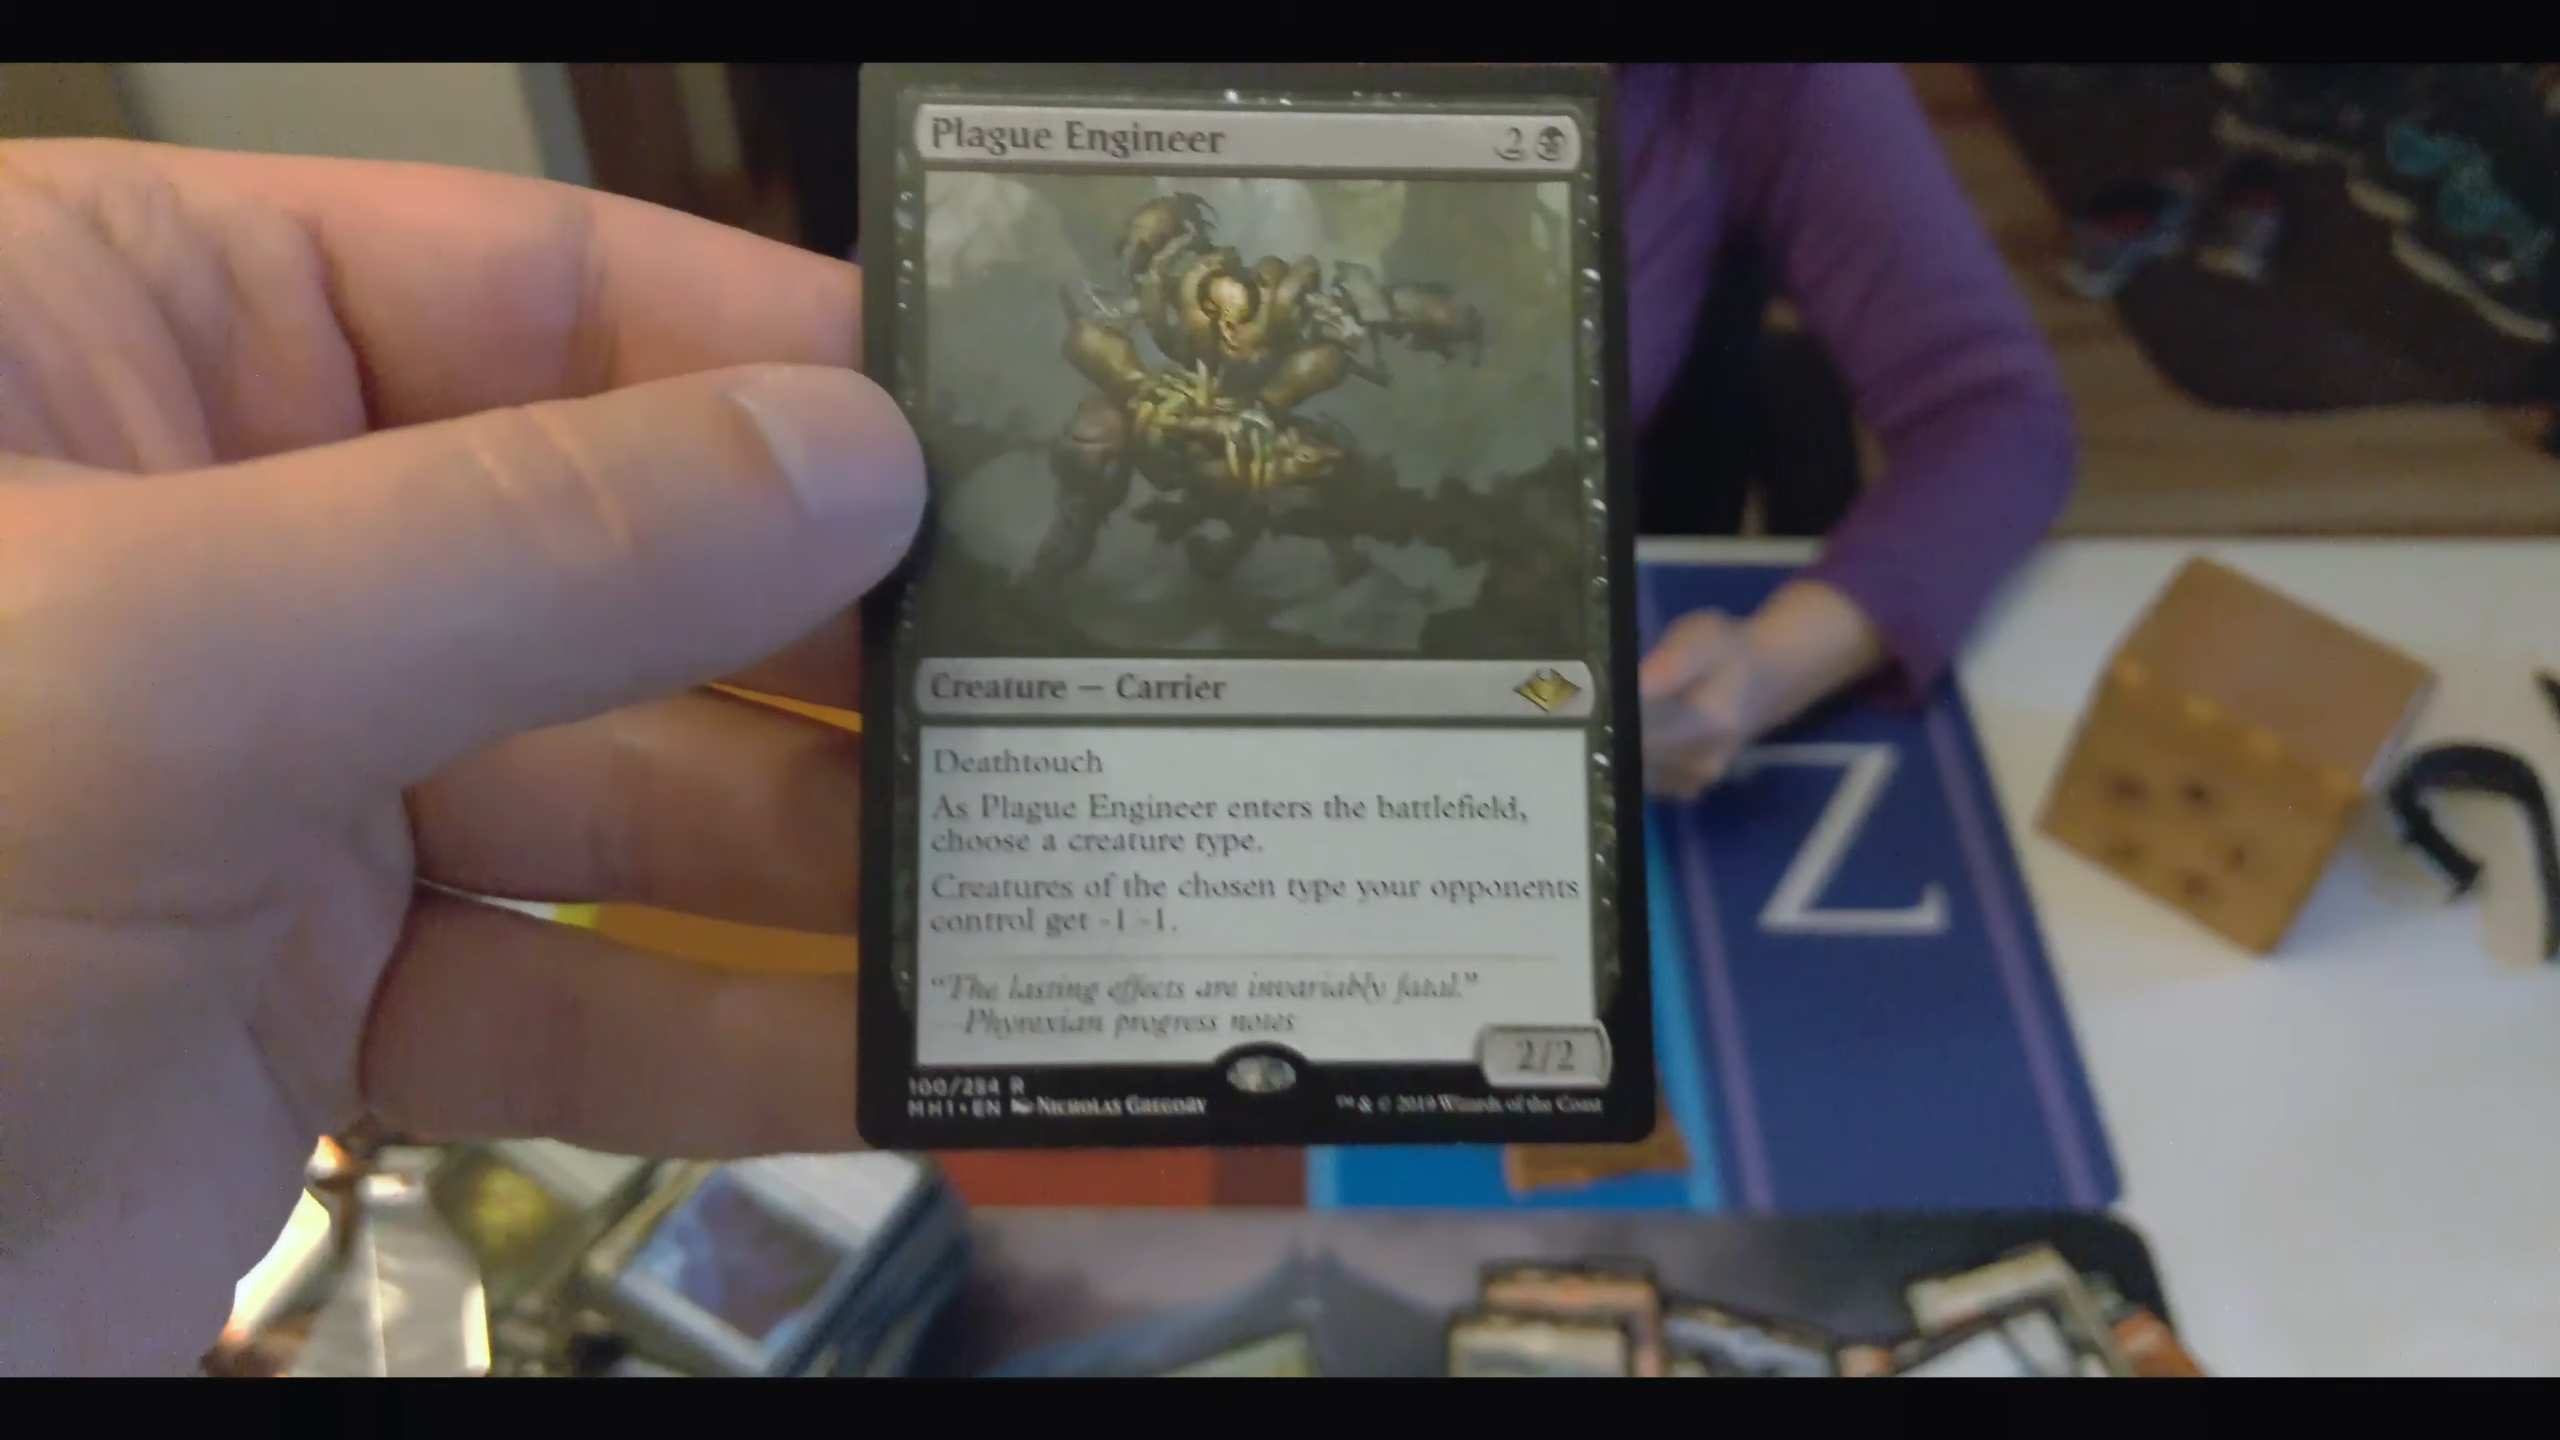 Plague Engineer 2
Creature — Carrier
Deathtouch
As Plague Engineer enters the battlefield,
choose a creature type.
Creatures of the chosen type your opponents
control get -1 -1.
"The lasting effects are invariably fatal."
—Phyrexian progress notes
2/2
100/254 R
MH1 • EN Nicholas Gregory
™ & © 2019 Wizards of the Coast
Z